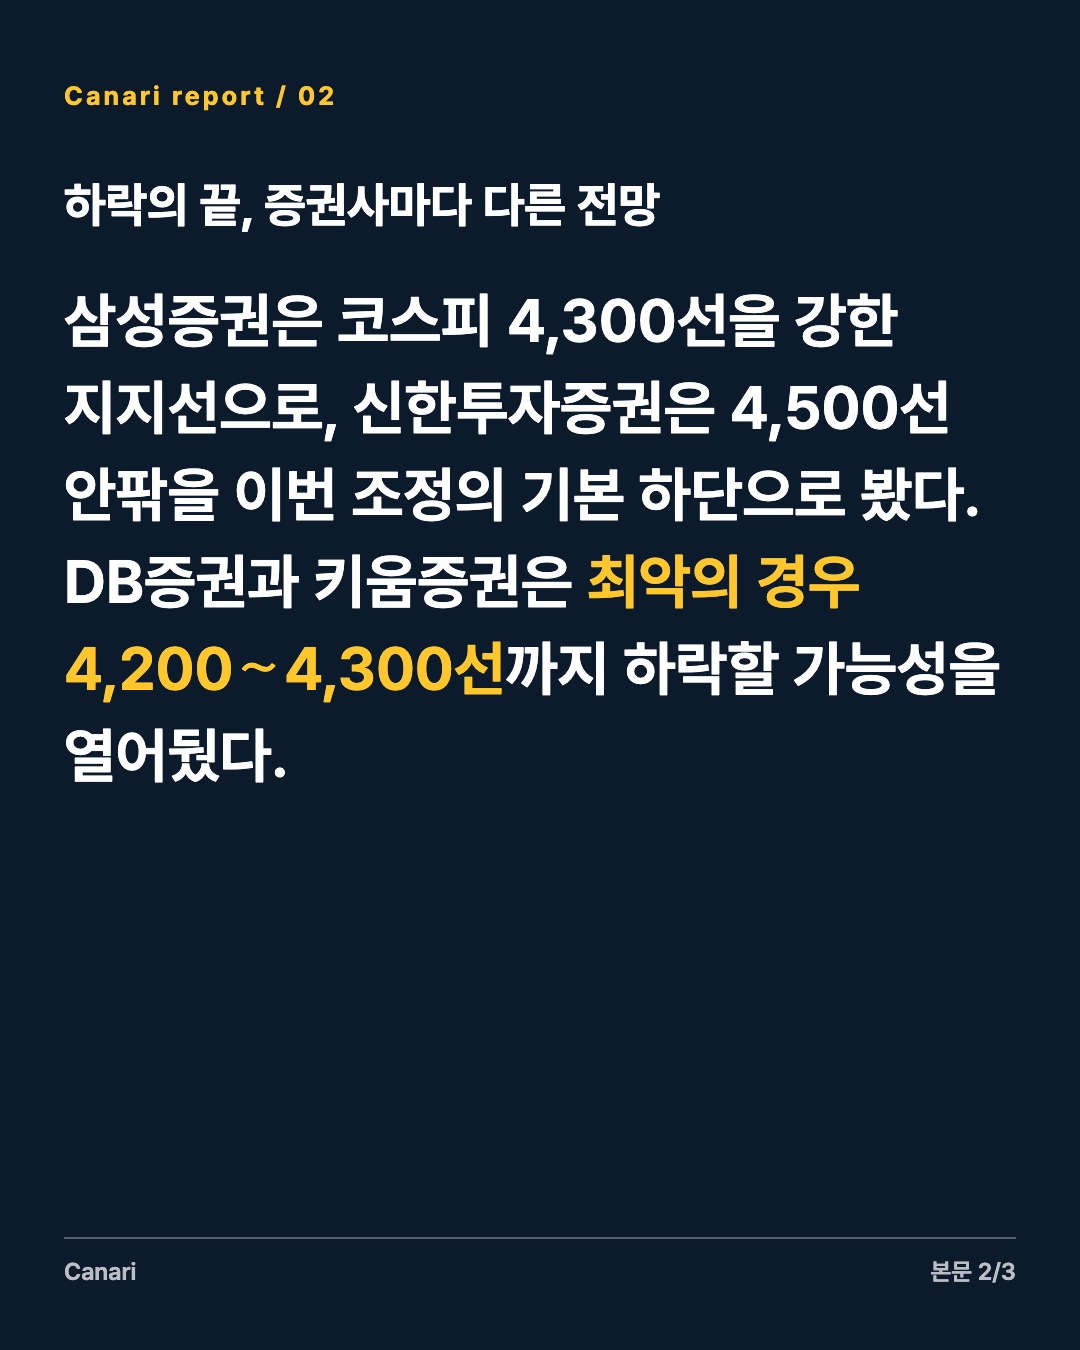 Canari report / 02
하락의 끝, 증권사마다 다른 전망
삼성증권은 코스피 4,300선을 강한
지지선으로, 신한투자증권은 4,500선
안팎을 이번 조정의 기본 하단으로 봤다.
DB증권과 키움증권은 최악의 경우
4,200~4,300선까지 하락할 가능성을
열어뒀다.
Canari
본문 2/3